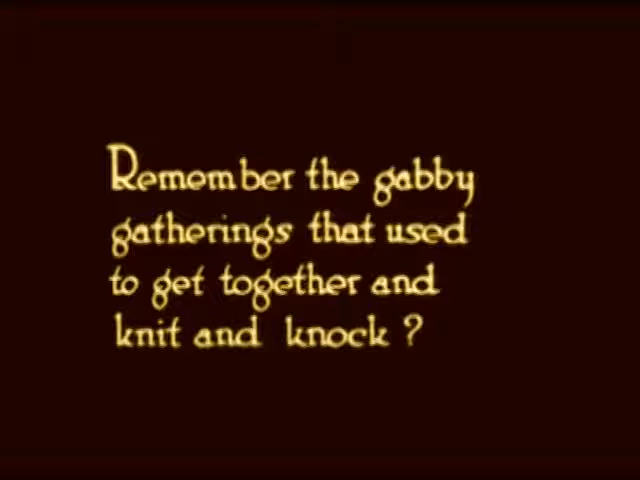 Remember the gabby
gatherings that used
to get together and
knit and knock?